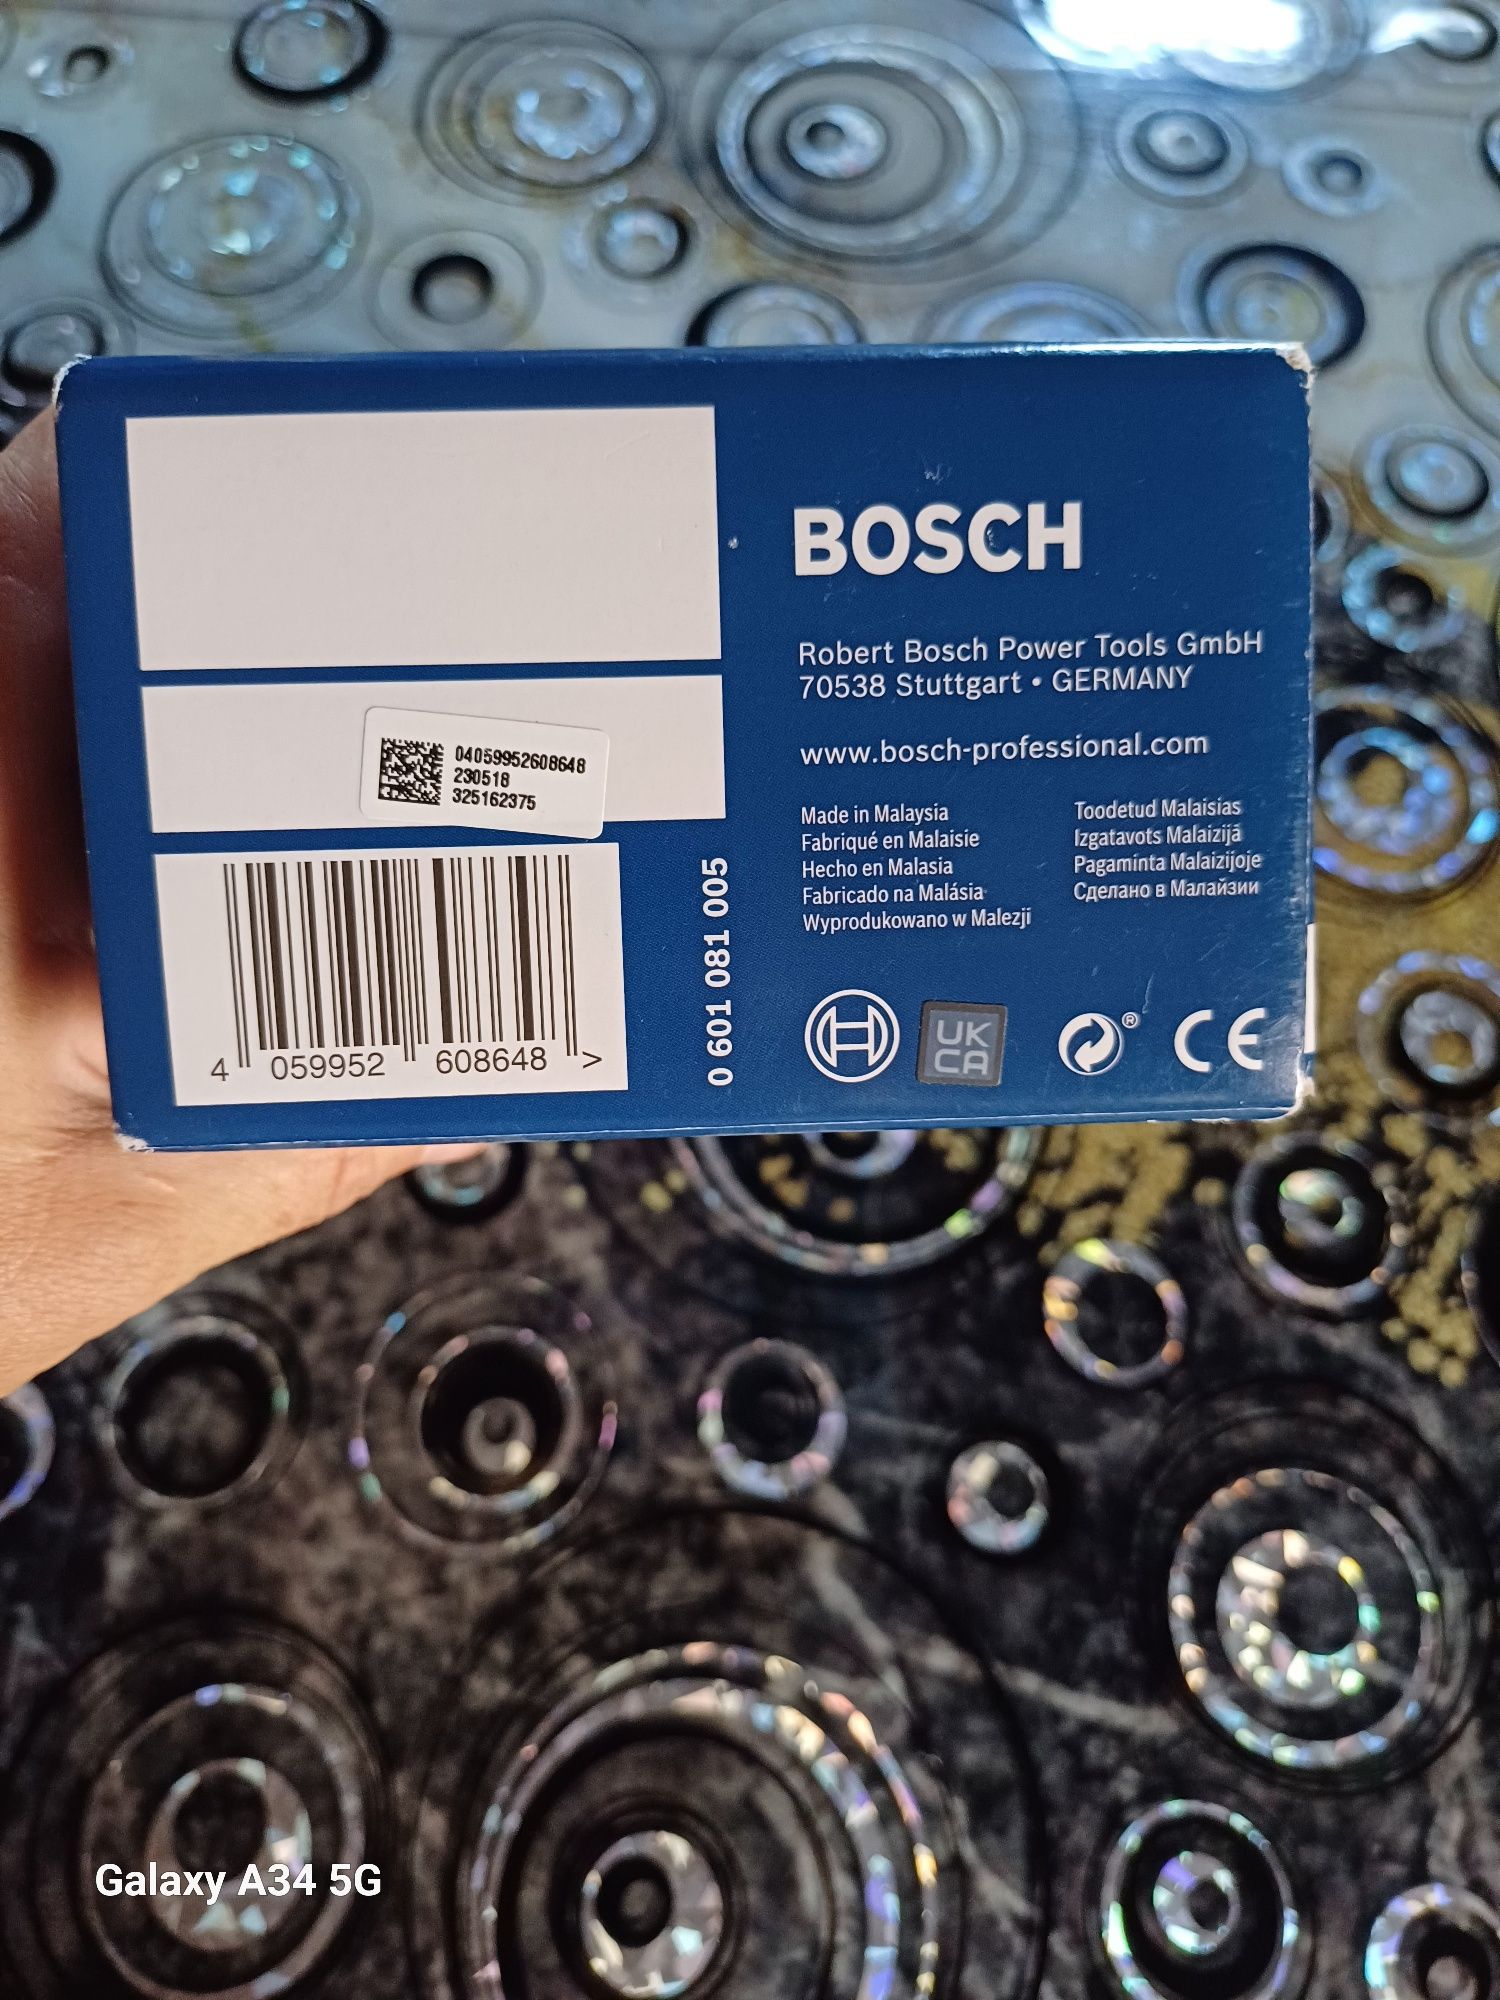 BOSCH
Robert Bosch Power Tools GmbH
70538 Stuttgart • GERMANY
www.bosch-professional.com
Made in Malaysia
Fabriqué en Malaisie
Hecho en Malasia
Fabricado na Malásia
Wyprodukowano w Malezji
Toodetud Malaisias
Izgatavots Malaizijā
Pagaminta Malaizijoje
Сделано в Малайзии
04059952608648
230518
325162375
4 059952 608648 >
0 601 081 005
UK
CA
®
CE
Galaxy A34 5G